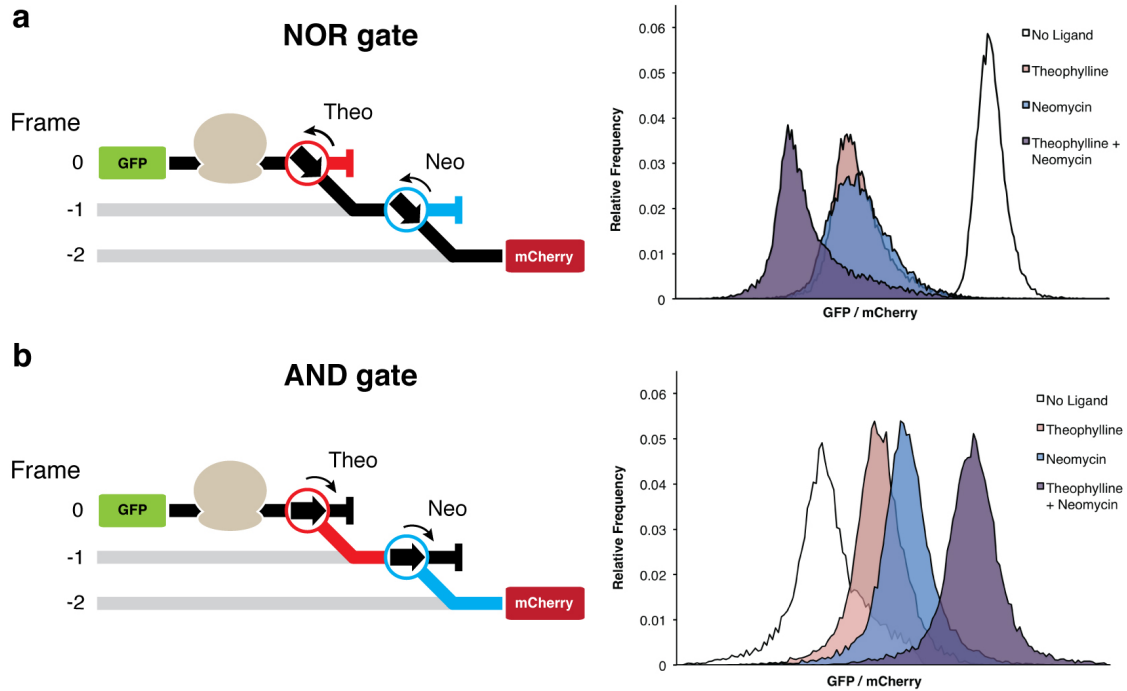 a
NOR gate
Frame
0
GFP
Theo
-1
Neo
-2
mCherry
Relative Frequency
0.06
0.05
0.04
0.03
0.02
0.01
0
GFP / mCherry
No Ligand
Theophylline
Neomycin
Theophylline +
Neomycin
b
AND gate
Frame
0
GFP
Theo
-1
Neo
-2
mCherry
Relative Frequency
0.06
0.05
0.04
0.03
0.02
0.01
0
GFP / mCherry
No Ligand
Theophylline
Neomycin
Theophylline
+ Neomycin